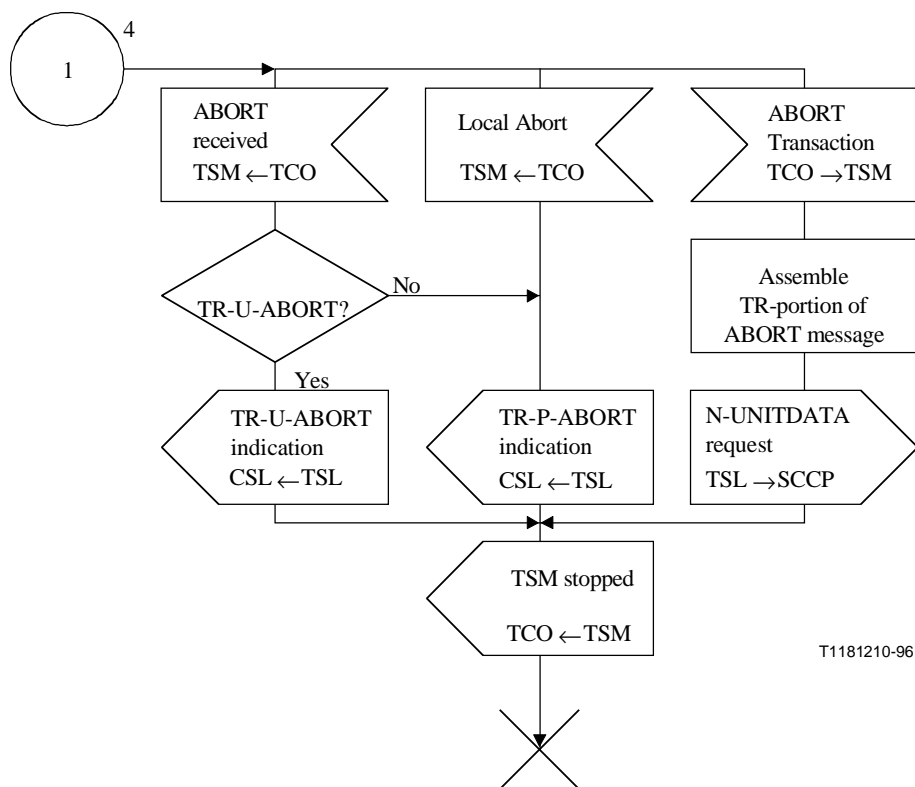 4
1
ABORT
received
TSM ← TCO
Local Abort
TSM ← TCO
ABORT
Transaction
TCO → TSM
TR-U-ABORT?
No
Yes
Assemble
TR-portion of
ABORT message
TR-U-ABORT
indication
CSL ← TSL
TR-P-ABORT
indication
CSL ← TSL
N-UNITDATA
request
TSL → SCCP
TSM stopped
TCO ← TSM
T1181210-96